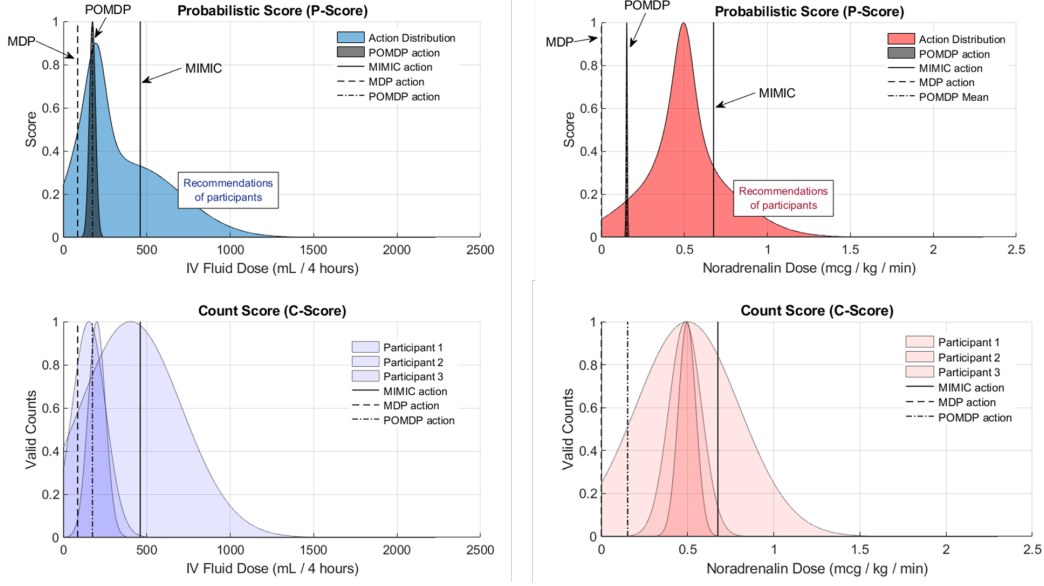 Probabilistic Score (P-Score)
POMDP
MDP
MIMIC
Action Distribution
POMDP action
MIMIC action
MDP action
POMDP action
Recommendations
of participants
Score
1
0.8
0.6
0.4
0.2
0
0 500 1000 1500 2000 2500
IV Fluid Dose (mL / 4 hours)
Probabilistic Score (P-Score)
POMDP
MDP
MIMIC
Action Distribution
POMDP action
MIMIC action
MDP action
POMDP Mean
Recommendations
of participants
Score
1
0.8
0.6
0.4
0.2
0
0 0.5 1 1.5 2 2.5
Noradrenalin Dose (mcg / kg / min)
Count Score (C-Score)
Participant 1
Participant 2
Participant 3
MIMIC action
MDP action
POMDP action
Valid Counts
1
0.8
0.6
0.4
0.2
0
0 500 1000 1500 2000 2500
IV Fluid Dose (mL / 4 hours)
Count Score (C-Score)
Participant 1
Participant 2
Participant 3
MIMIC action
MDP action
POMDP action
Valid Counts
1
0.8
0.6
0.4
0.2
0
0 0.5 1 1.5 2 2.5
Noradrenalin Dose (mcg / kg / min)